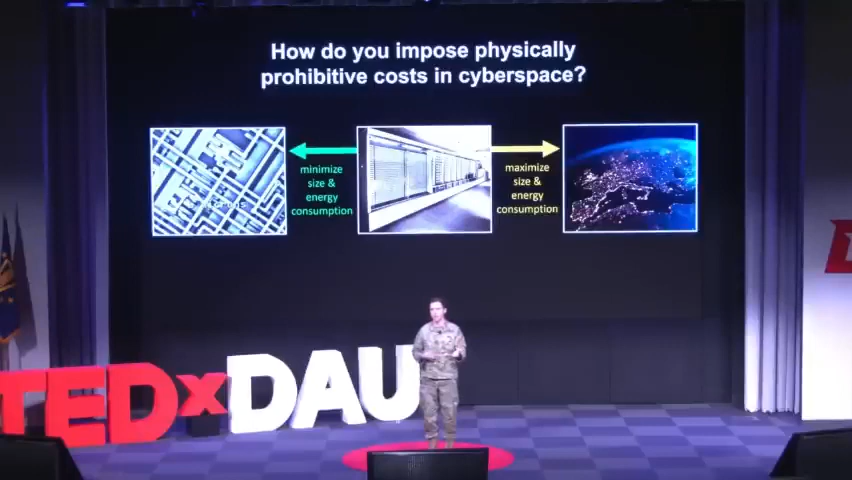 How do you impose physically
prohibitive costs in cyberspace?
minimize
size &
energy
consumption
maximize
size &
energy
consumption
TEDxDAU